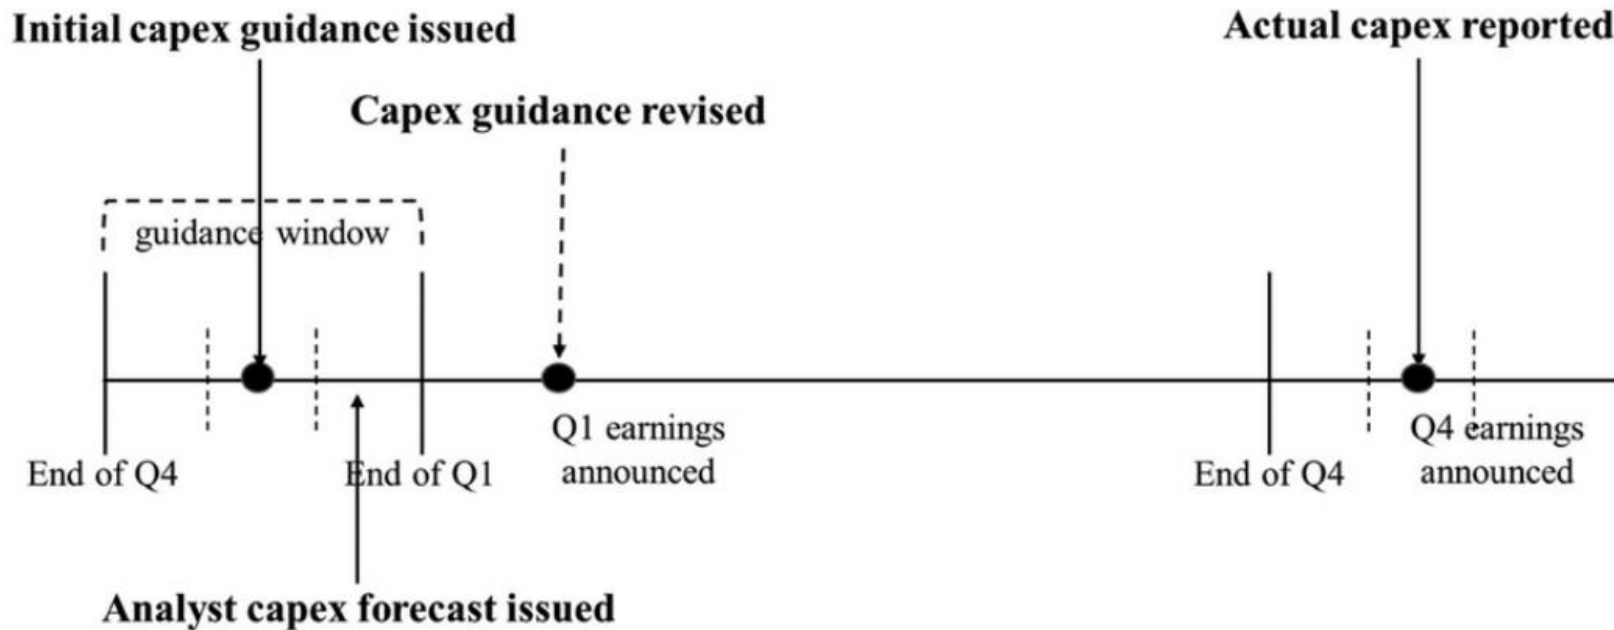 Initial capex guidance issued
Actual capex reported
Capex guidance revised
guidance window
Q1 earnings
announced
Q4 earnings
announced
End of Q4
End of Q1
End of Q4
Analyst capex forecast issued